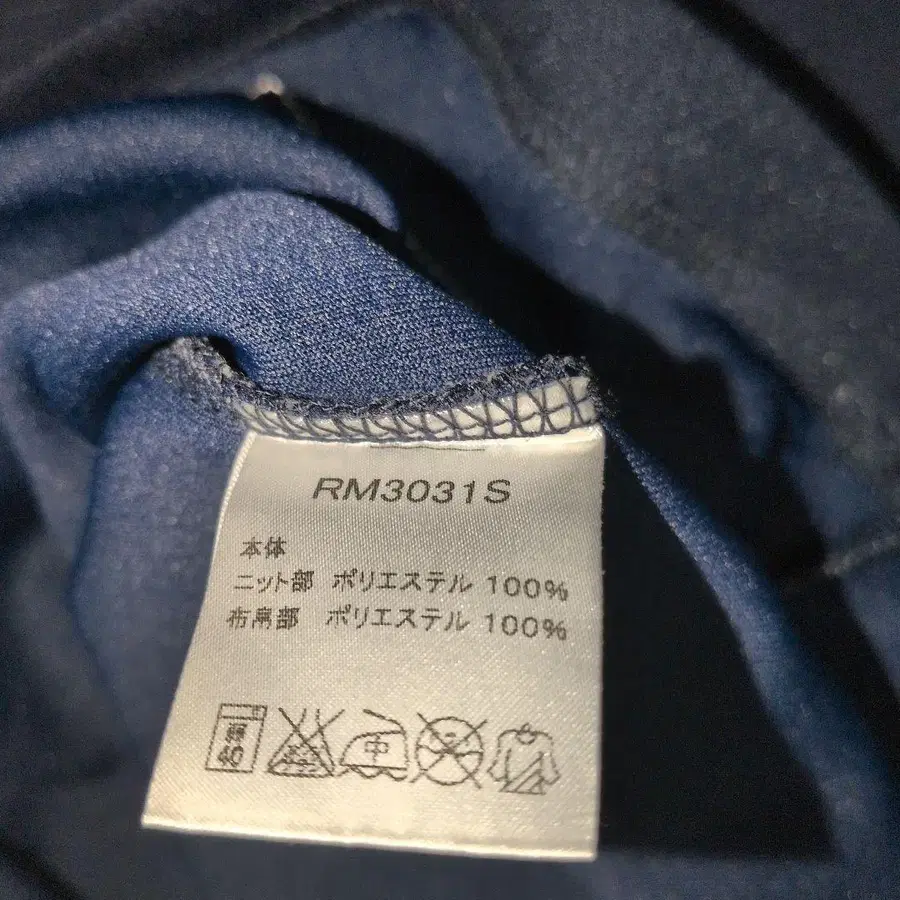 RM3031S
本体
ニット部 ポリエステル 100%
布帛部 ポリエステル 100%
中
40